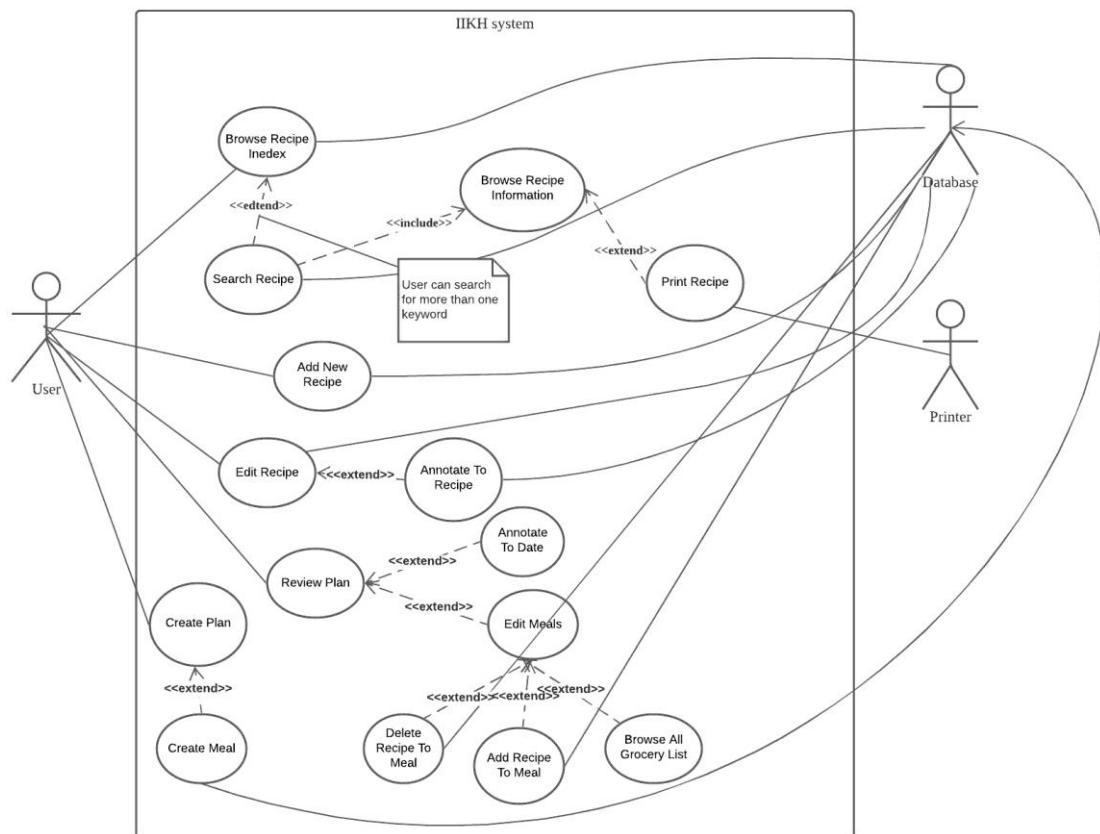 IIKH system
Browse Recipe
Inedex
<<edtend>>
Browse Recipe
Information
<<include>>
<<extend>>
Search Recipe
User can search
for more than one
keyword
Print Recipe
Database
User
Printer
Add New
Recipe
Edit Recipe
<<extend>>
Annotate To
Recipe
Annotate
To Date
<<extend>>
Review Plan
<<extend>>
Edit Meals
Create Plan
<<extend>>
<<extend>>
<<extend>>
<<extend>>
Create Meal
Delete
Recipe To
Meal
Add Recipe
To Meal
Browse All
Grocery List